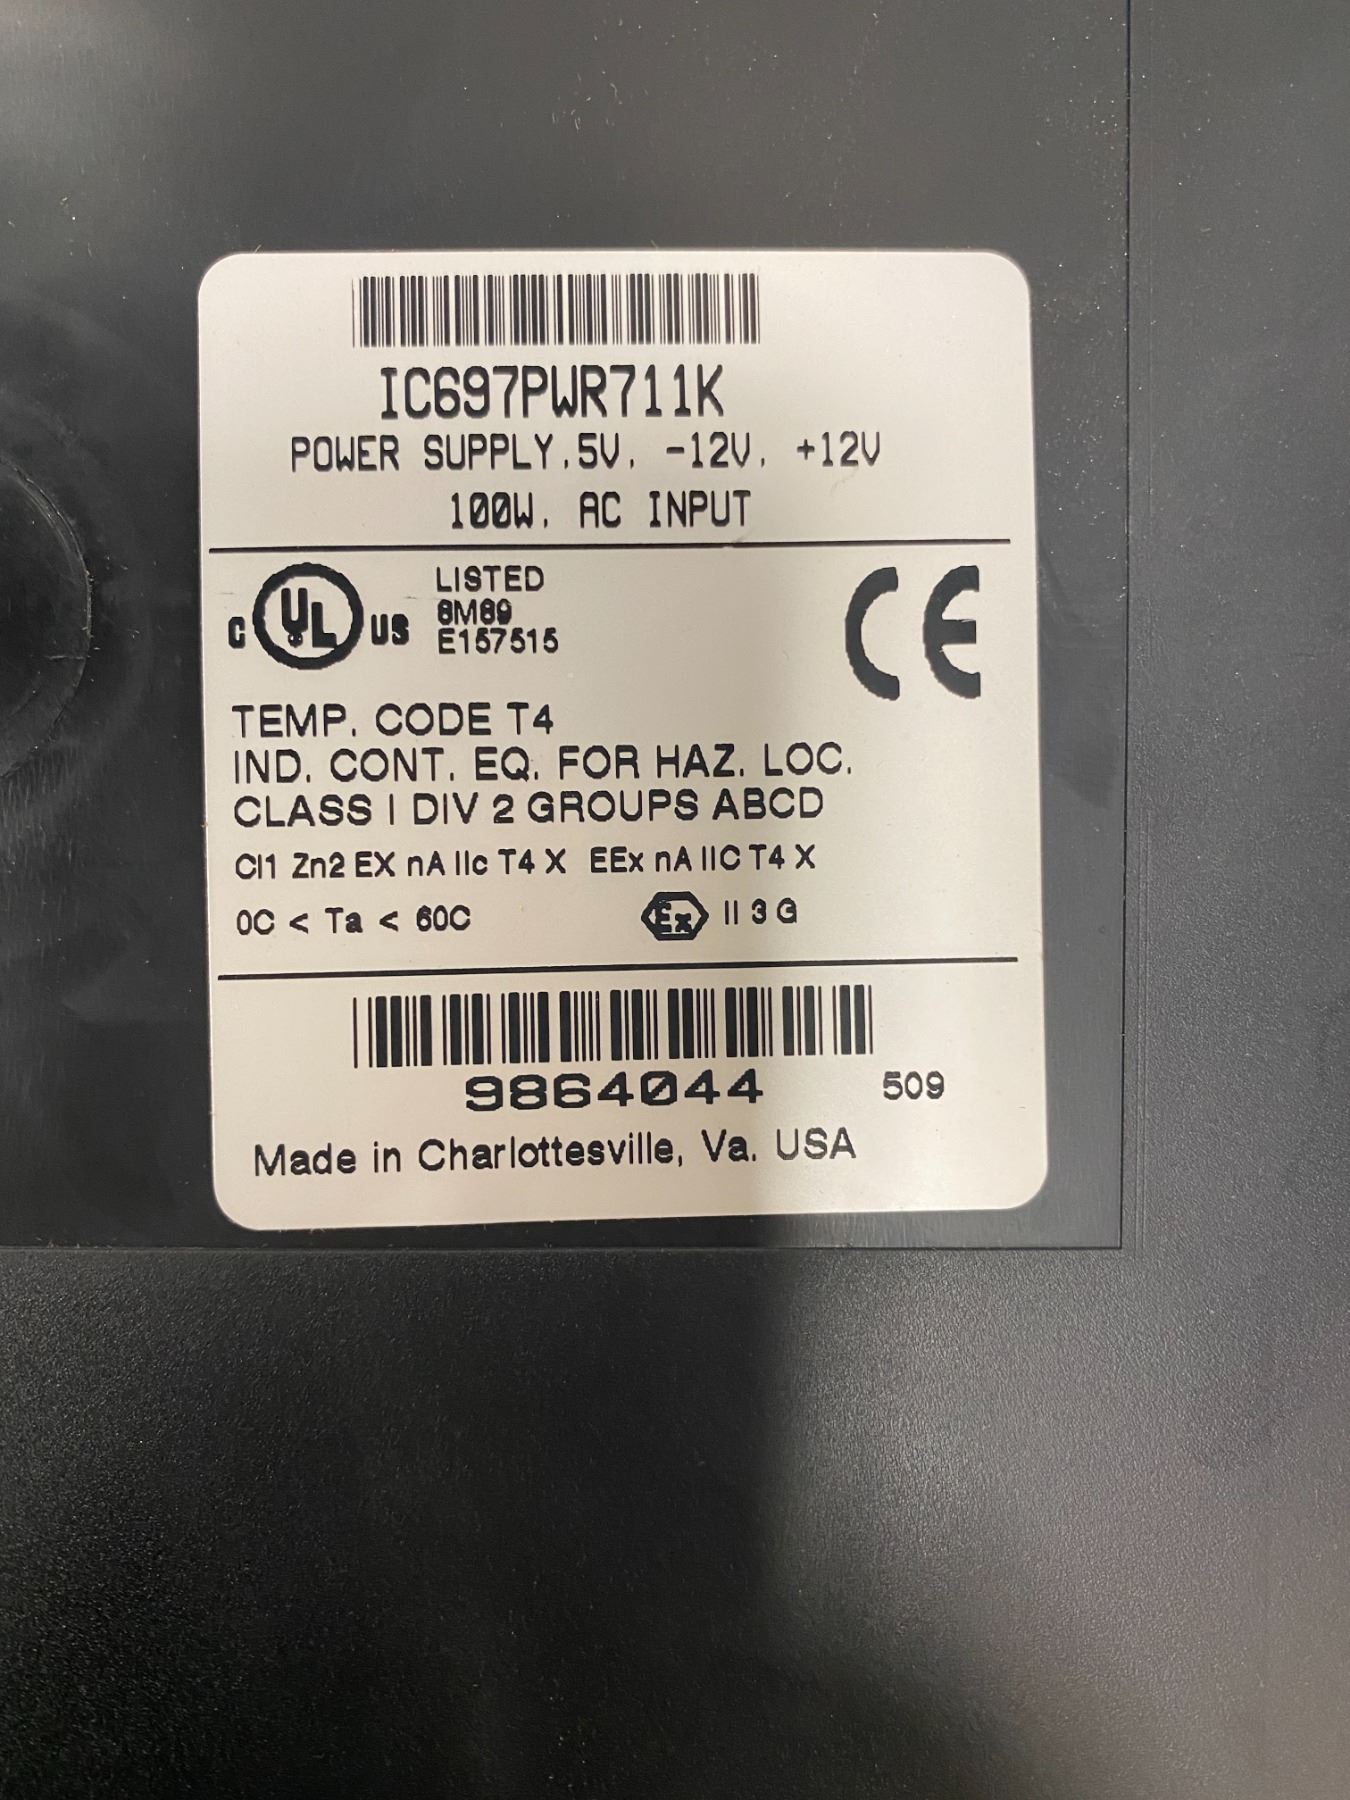 IC697PWR711K
POWER SUPPLY,5V, -12V, +12V
100W, AC INPUT
C UL US LISTED
8M89
E157515
CE
TEMP. CODE T4
IND. CONT. EQ. FOR HAZ. LOC.
CLASS I DIV 2 GROUPS ABCD
Cl1 Zn2 EX nA IIc T4 X EEx nA IIC T4 X
0C < Ta < 60C Ex II 3 G
9864044 509
Made in Charlottesville, Va. USA